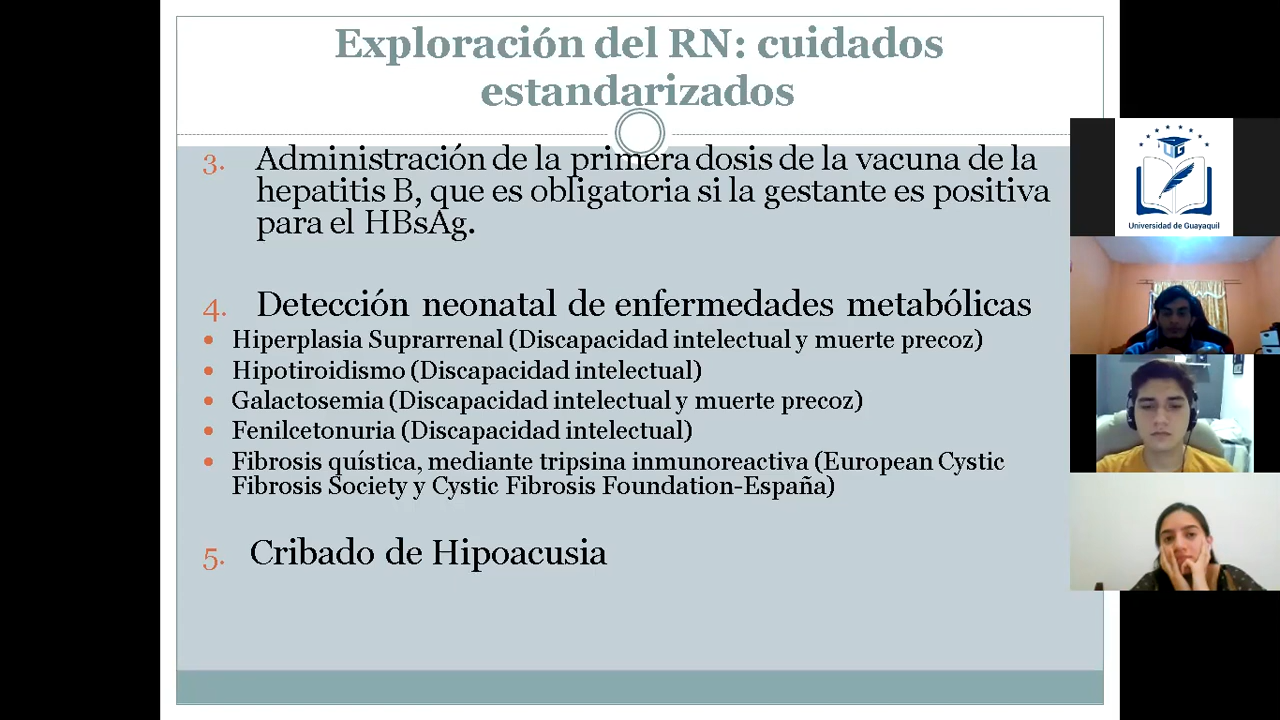 Exploración del RN: cuidados
estandarizados
3. Administración de la primera dosis de la vacuna de la
hepatitis B, que es obligatoria si la gestante es positiva
para el HBsAg.
4. Detección neonatal de enfermedades metabólicas
• Hiperplasia Suprarrenal (Discapacidad intelectual y muerte precoz)
• Hipotiroidismo (Discapacidad intelectual)
• Galactosemia (Discapacidad intelectual y muerte precoz)
• Fenilcetonuria (Discapacidad intelectual)
• Fibrosis quística, mediante tripsina inmunoreactiva (European Cystic
Fibrosis Society y Cystic Fibrosis Foundation-España)
5. Cribado de Hipoacusia
UG
Universidad de Guayaquil